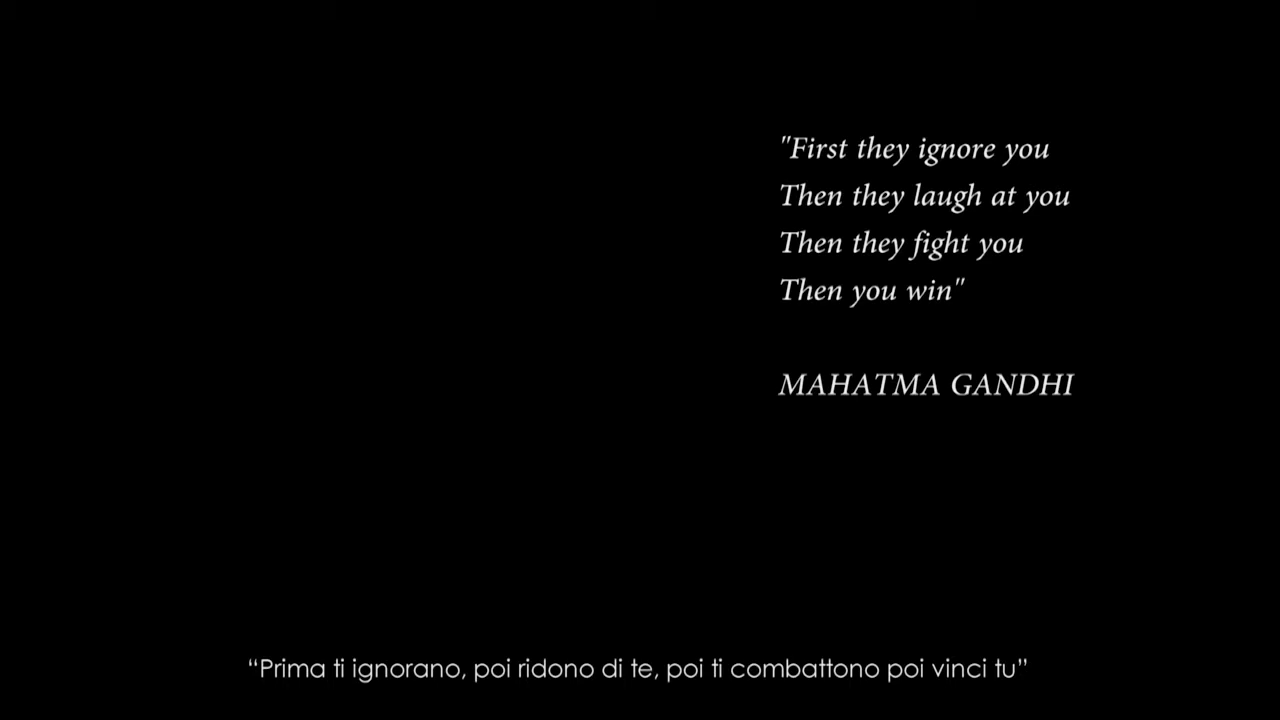 "First they ignore you
Then they laugh at you
Then they fight you
Then you win"
MAHATMA GANDHI
“Prima ti ignorano, poi ridono di te, poi ti combattono poi vinci tu”